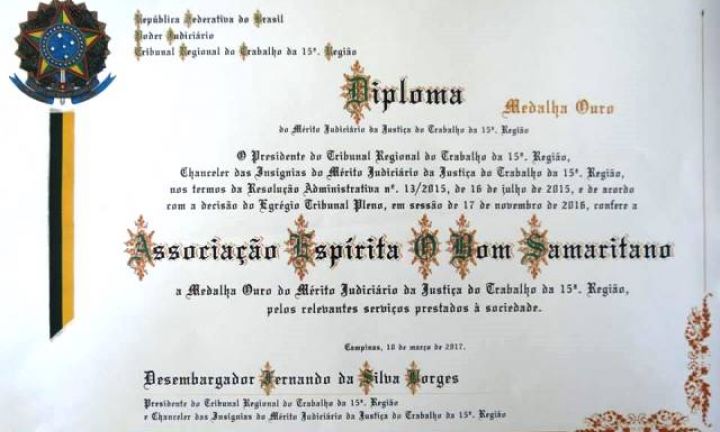 República Federativa do Brasil
Poder Judiciário
Tribunal Regional do Trabalho da 15ª. Região
Diploma
Medalha Ouro
do Mérito Judiciário da Justiça do Trabalho da 15ª. Região
O Presidente do Tribunal Regional do Trabalho da 15ª. Região,
Chanceler das Insígnias do Mérito Judiciário da Justiça do Trabalho da 15ª. Região,
nos termos da Resolução Administrativa nº. 13/2015, de 16 de julho de 2015, e de acordo
com a decisão do Egrégio Tribunal Pleno, em sessão de 17 de novembro de 2016, confere a
Associação Espírita O Bom Samaritano
a Medalha Ouro do Mérito Judiciário da Justiça do Trabalho da 15ª. Região,
pelos relevantes serviços prestados à sociedade.
Campinas, 10 de março de 2017.
Desembargador Fernando da Silva Borges
Presidente do Tribunal Regional do Trabalho da 15ª. Região
e Chanceler das Insígnias do Mérito Judiciário da Justiça do Trabalho da 15ª. Região